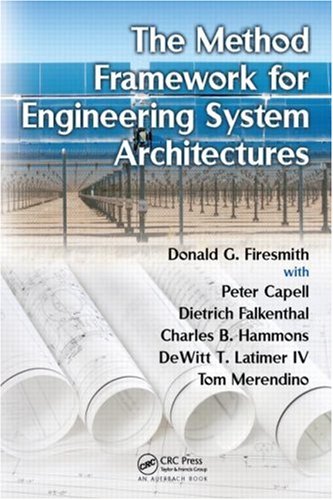 The Method
Framework for
Engineering System
Architectures
Donald G. Firesmith
with
Peter Capell
Dietrich Falkenthal
Charles B. Hammons
DeWitt T. Latimer IV
Tom Merendino
CRC
CRC Press
Taylor & Francis Group
AN AUERBACH BOOK